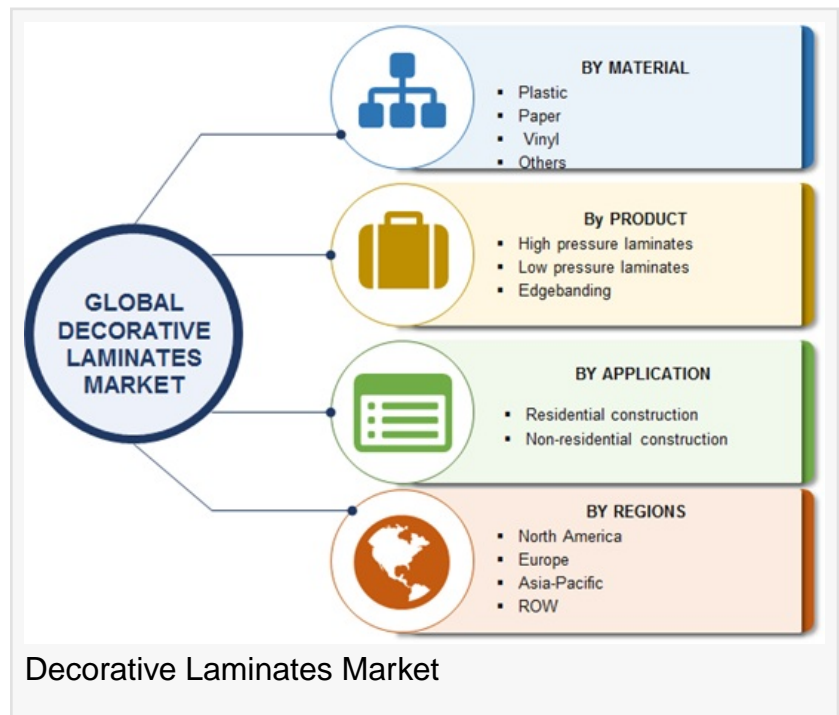 GLOBAL
DECORATIVE
LAMINATES
MARKET
BY MATERIAL
▪ Plastic
▪ Paper
▪ Vinyl
▪ Others
By PRODUCT
▪ High pressure laminates
▪ Low pressure laminates
▪ Edgebanding
BY APPLICATION
▪ Residential construction
▪ Non-residential construction
BY REGIONS
▪ North America
▪ Europe
▪ Asia-Pacific
▪ ROW
Decorative Laminates Market